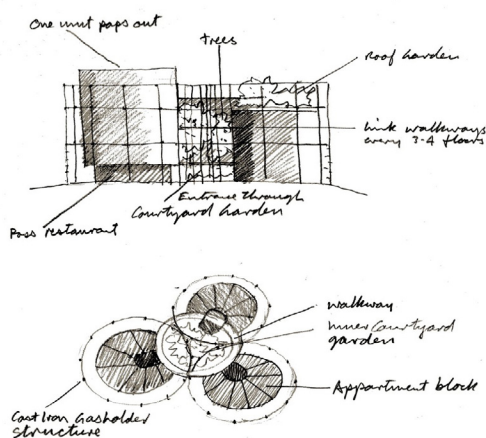 One unit pops out
trees
Roof Garden
Link walkways
every 3-4 floors
Entrance through
Courtyard Garden
Poss restaurant
walkway
Inner Courtyard
garden
Appartment block
Cast Iron Gasholder
Structure